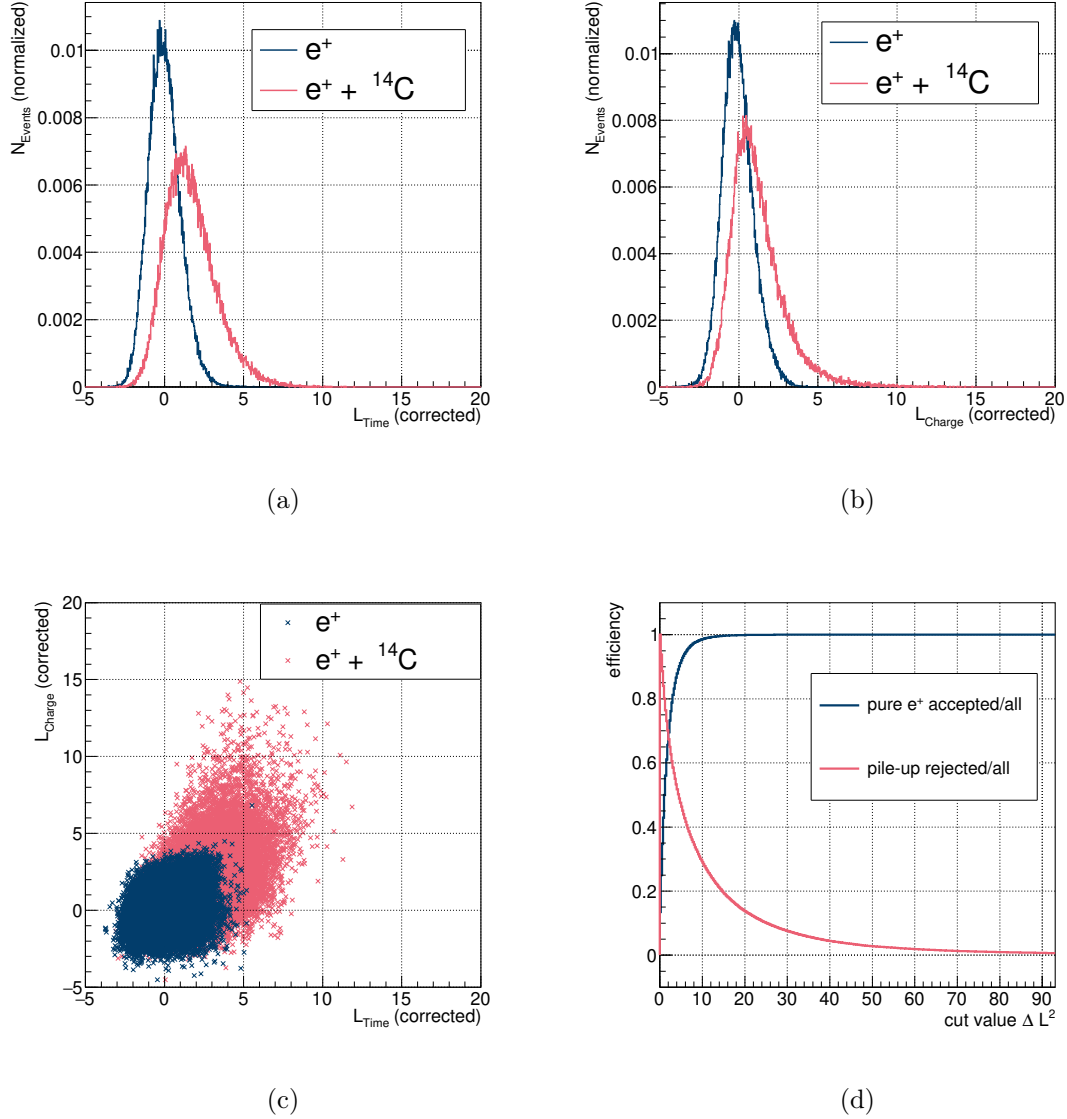 N_Events (normalized)
0.01
0.008
0.006
0.004
0.002
0
−5 0 5 10 15 20
L_Time (corrected)
e⁺
e⁺ + ¹⁴C
(a)
N_Events (normalized)
0.01
0.008
0.006
0.004
0.002
0
−5 0 5 10 15 20
L_Charge (corrected)
e⁺
e⁺ + ¹⁴C
(b)
L_Charge (corrected)
20
15
10
5
0
−5
−5 0 5 10 15 20
L_Time (corrected)
e⁺
e⁺ + ¹⁴C
(c)
efficiency
1
0.8
0.6
0.4
0.2
0
0 10 20 30 40 50 60 70 80 90
cut value Δ L²
pure e⁺ accepted/all
pile-up rejected/all
(d)